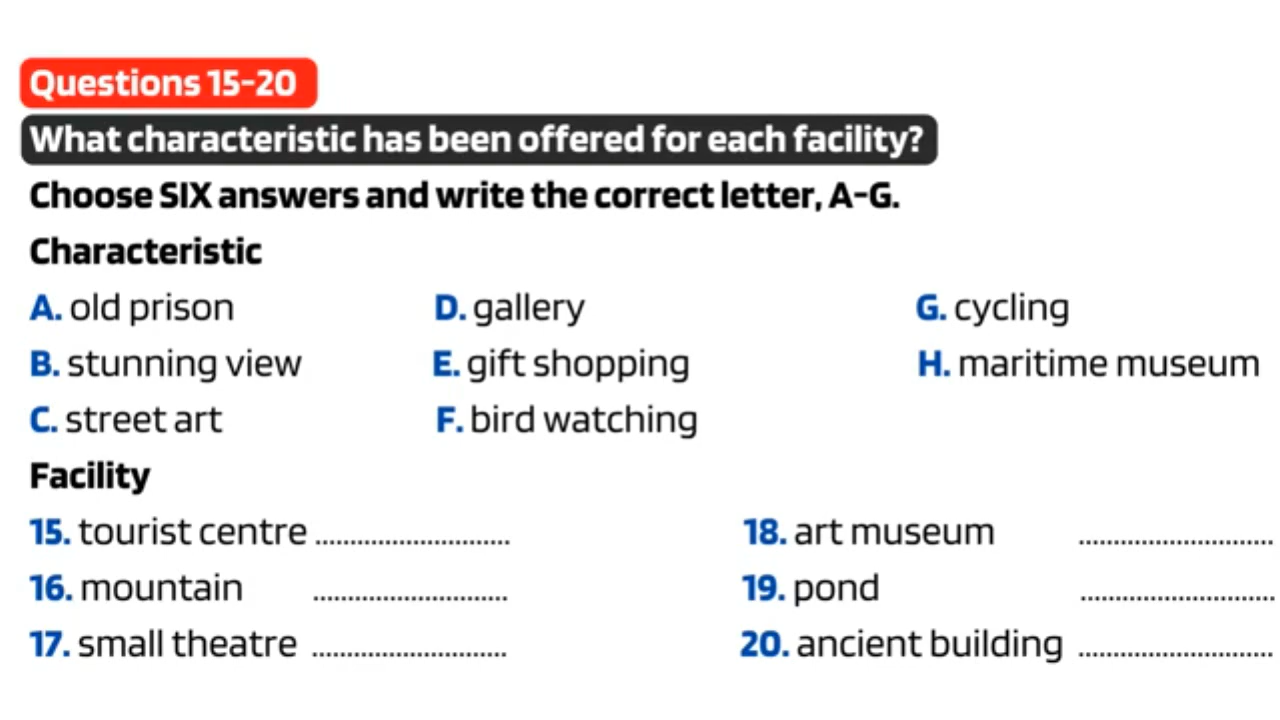 Questions 15-20
What characteristic has been offered for each facility?
Choose SIX answers and write the correct letter, A-G.
Characteristic
A. old prison D. gallery G. cycling
B. stunning view E. gift shopping H. maritime museum
C. street art F. bird watching
Facility
15. tourist centre ............................ 18. art museum ............................
16. mountain ............................ 19. pond ............................
17. small theatre ............................ 20. ancient building ............................